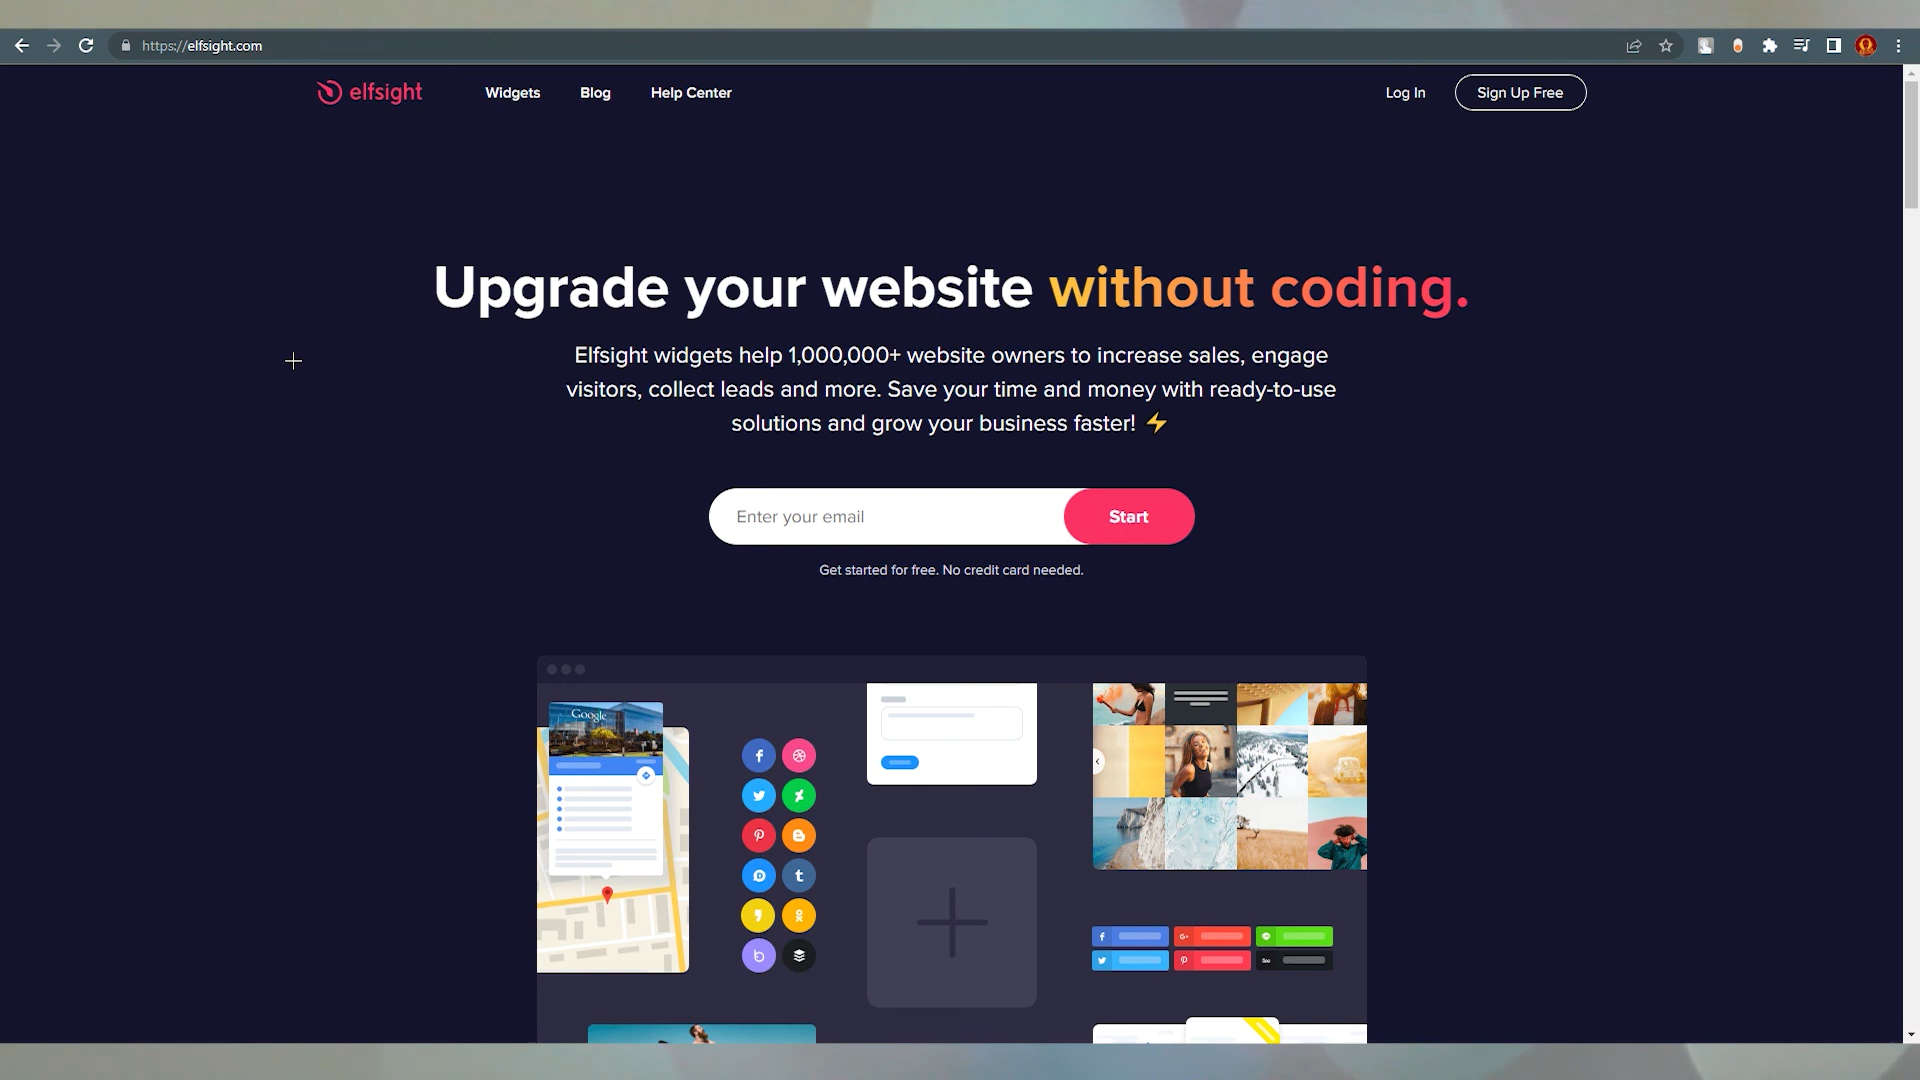 https://elfsight.com
elfsight
Widgets
Blog
Help Center
Log In
Sign Up Free
Upgrade your website without coding.
Elfsight widgets help 1,000,000+ website owners to increase sales, engage
visitors, collect leads and more. Save your time and money with ready-to-use
solutions and grow your business faster! ⚡
Enter your email
Start
Get started for free. No credit card needed.
Google